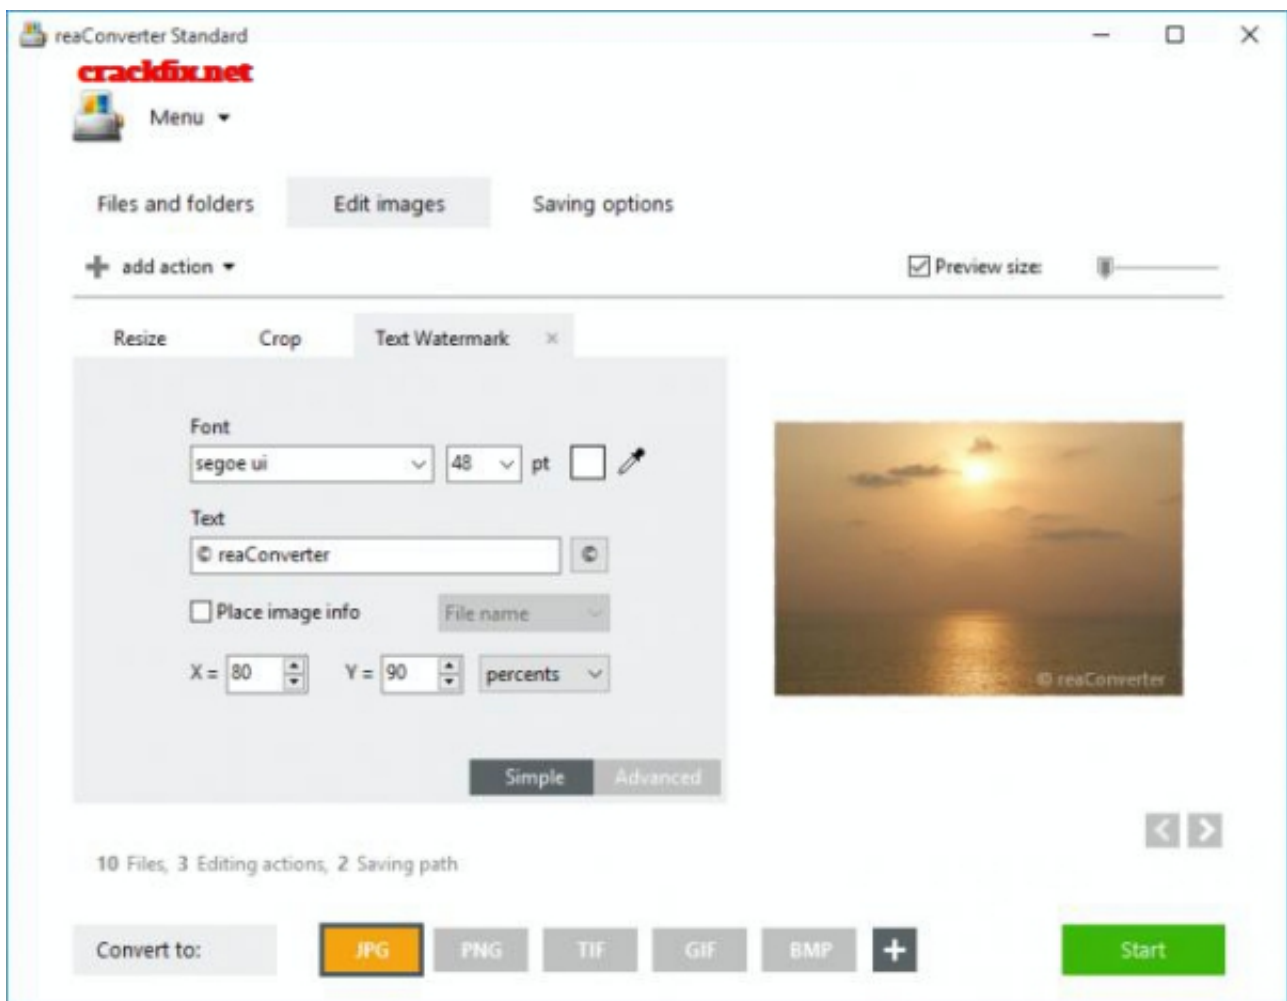 reaConverter Standard
crackfix.net
Menu
Files and folders Edit images Saving options
add action Preview size:
Resize Crop Text Watermark ×
Font
segoe ui 48 pt
Text
© reaConverter ©
Place image info File name
X = 80 Y = 90 percents
© reaConverter
Simple Advanced
10 Files, 3 Editing actions, 2 Saving path
Convert to: JPG PNG TIF GIF BMP + Start